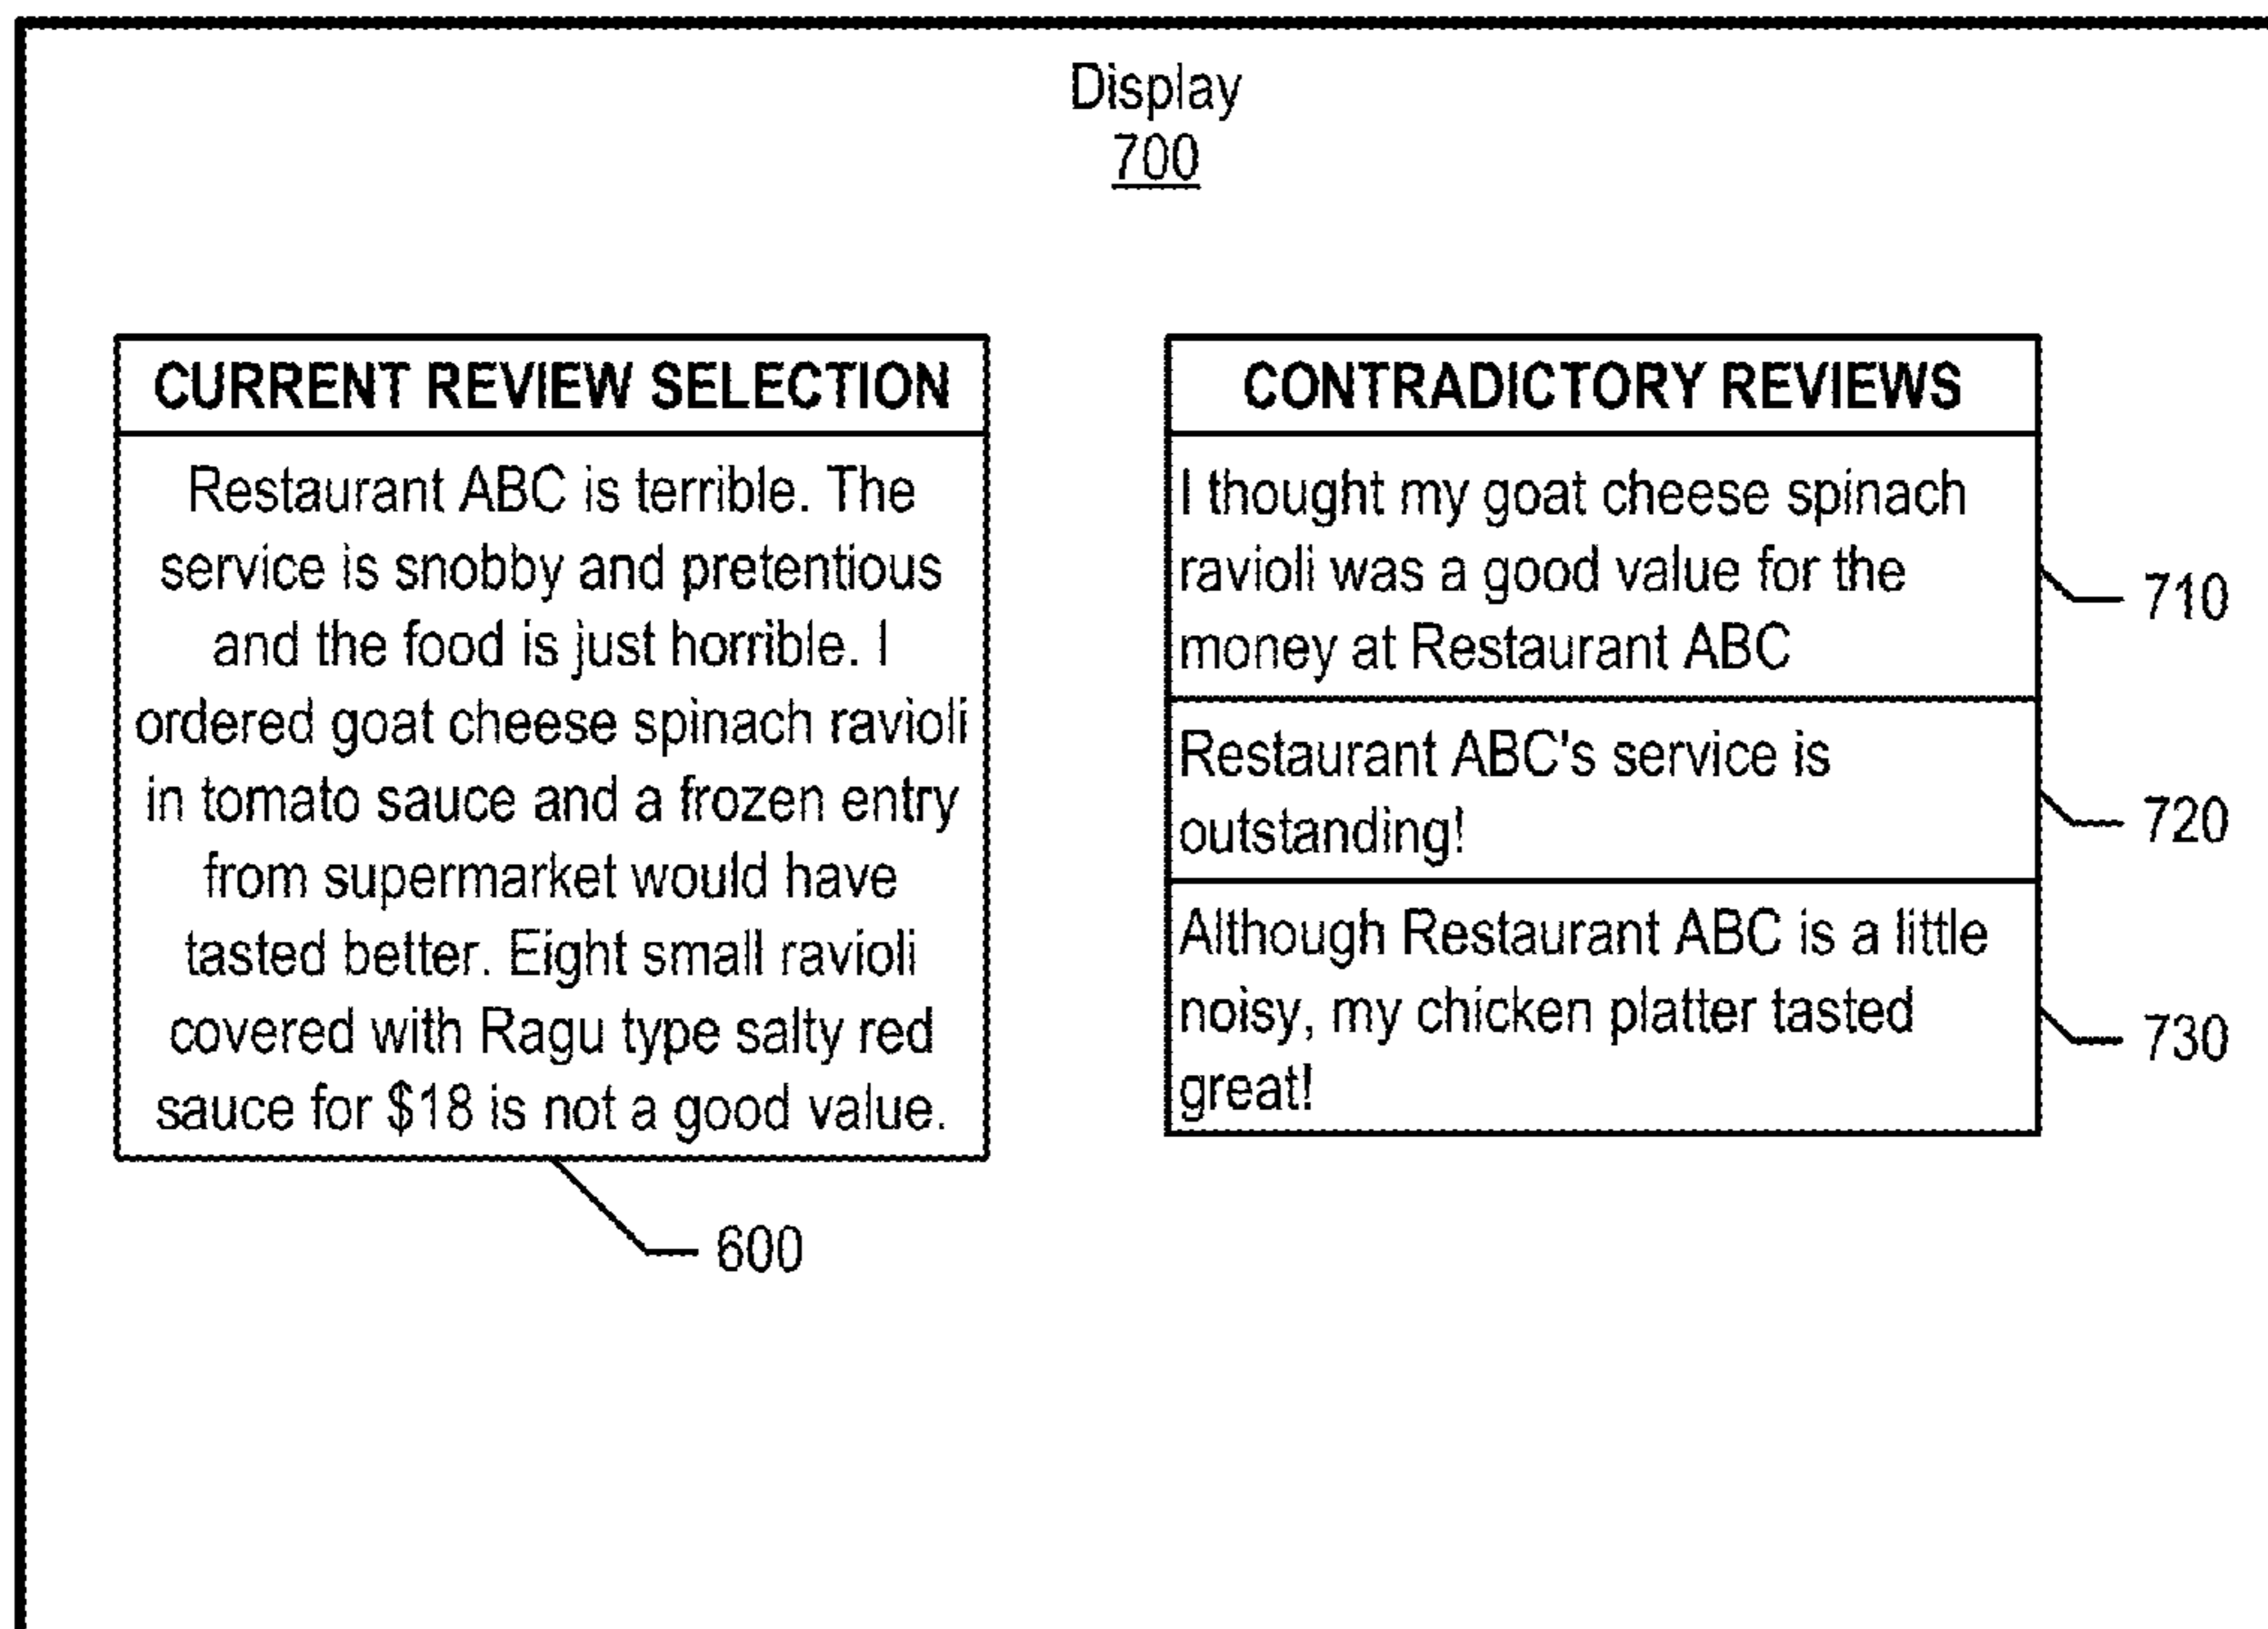 Display
700
CURRENT REVIEW SELECTION
Restaurant ABC is terrible. The
service is snobby and pretentious
and the food is just horrible. I
ordered goat cheese spinach ravioli
in tomato sauce and a frozen entry
from supermarket would have
tasted better. Eight small ravioli
covered with Ragu type salty red
sauce for $18 is not a good value.
600
CONTRADICTORY REVIEWS
I thought my goat cheese spinach
ravioli was a good value for the
money at Restaurant ABC
710
Restaurant ABC's service is
outstanding!
720
Although Restaurant ABC is a little
noisy, my chicken platter tasted
great!
730